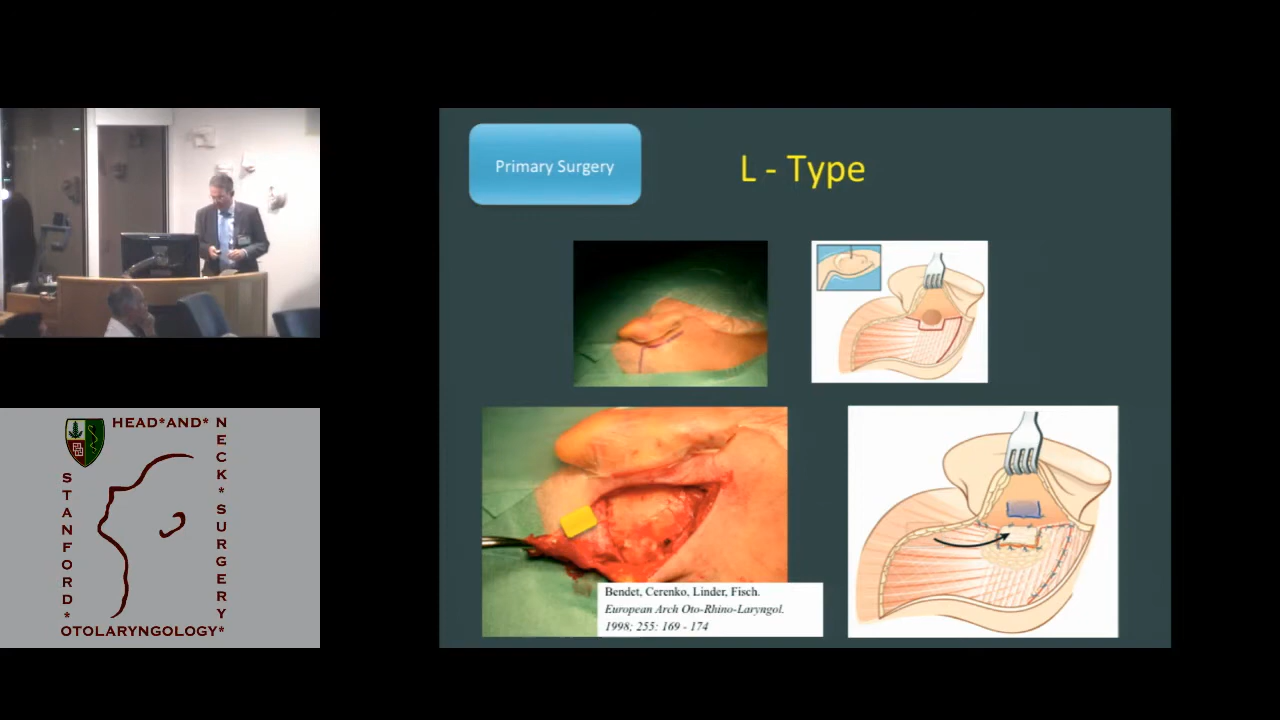 Primary Surgery
L - Type
Bendet, Cerenko, Linder, Fisch.
European Arch Oto-Rhino-Laryngol.
1998; 255: 169 - 174
HEAD*AND*
NECK*SURGERY
STANFORD*
OTOLARYNGOLOGY*